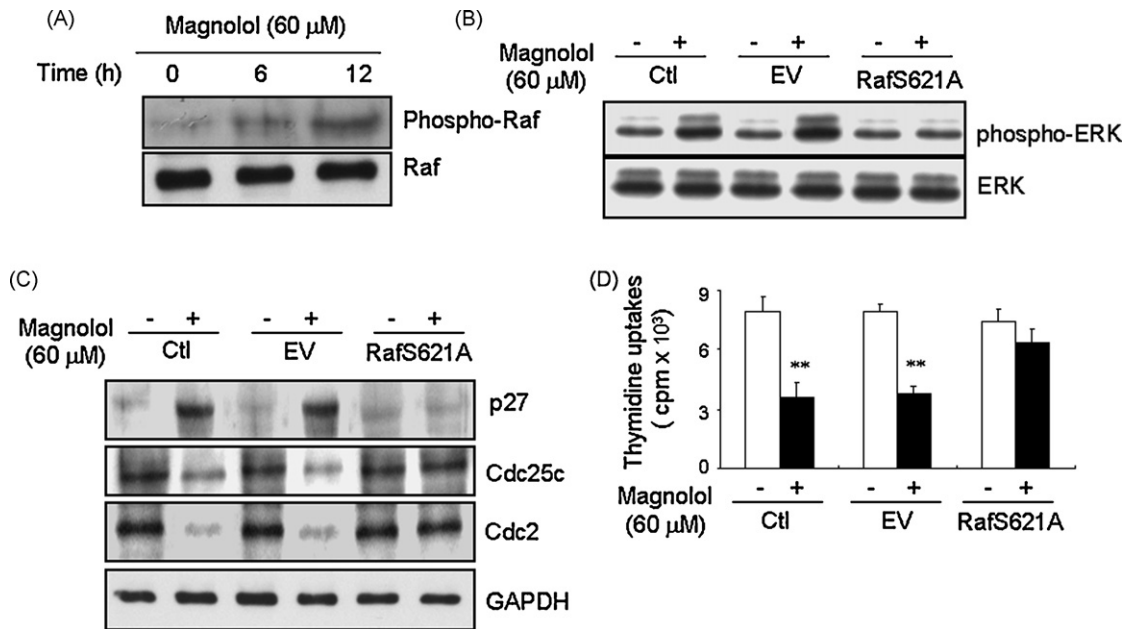 (A)
Magnolol (60 µM)
Time (h) 0 6 12
Phospho-Raf
Raf
(B)
Magnolol
(60 µM)
- + - + - +
Ctl EV RafS621A
phospho-ERK
ERK
(C)
Magnolol
(60 µM)
- + - + - +
Ctl EV RafS621A
p27
Cdc25c
Cdc2
GAPDH
(D)
Thymidine uptakes
( cpm x 10³)
9
6
3
0
** **
Magnolol
(60 µM)
- + - + - +
Ctl EV RafS621A